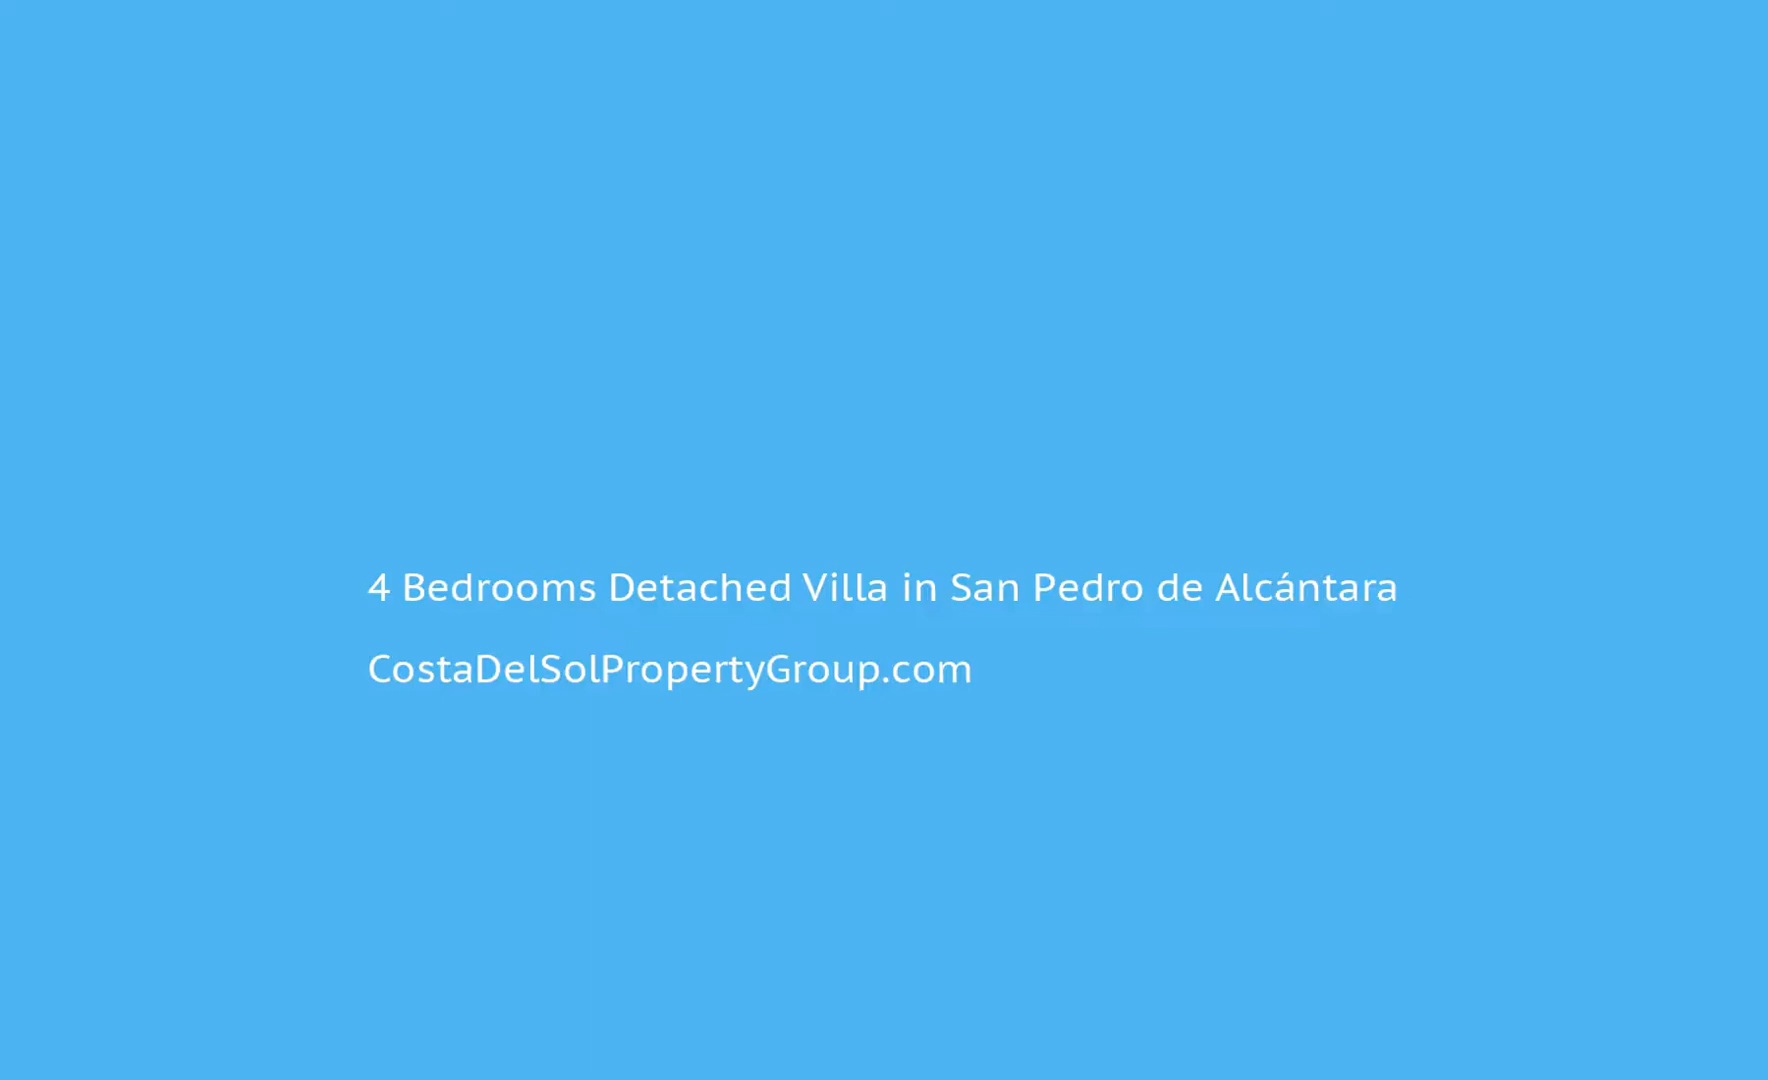 4 Bedrooms Detached Villa in San Pedro de Alcántara
CostaDelSolPropertyGroup.com